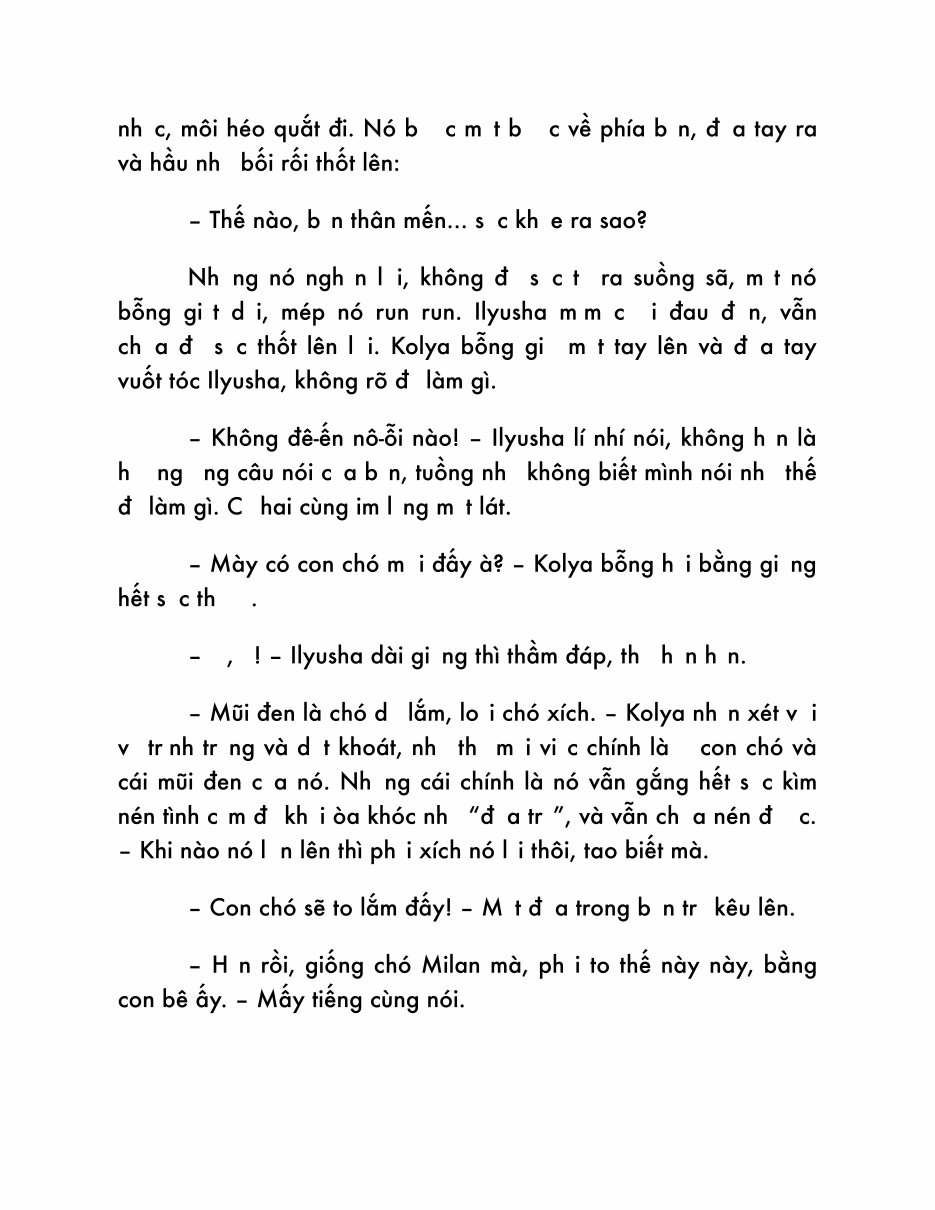 nh c, môi héo quắt đi. Nó b c m t b c về phía b n, đ a tay ra
và hầu nh bối rối thốt lên:
– Thế nào, b n thân mến... s c kh e ra sao?
Nh ng nó ngh n l i, không đ s c t ra suồng sã, m t nó
bỗng gi t d i, mép nó run run. Ilyusha m m c i đau đ n, vẫn
ch a đ s c thốt lên l i. Kolya bỗng gi m t tay lên và đ a tay
vuốt tóc Ilyusha, không rõ đ làm gì.
– Không đê-ến nô-ỗi nào! – Ilyusha lí nhí nói, không h n là
h ng ng câu nói c a b n, tuồng nh không biết mình nói nh thế
đ làm gì. C hai cùng im l ng m t lát.
– Mày có con chó m i đấy à? – Kolya bỗng h i bằng gi ng
hết s c th .
– , ! – Ilyusha dài gi ng thì thầm đáp, th h n h n.
– Mũi đen là chó d lắm, lo i chó xích. – Kolya nh n xét v i
v tr nh tr ng và d t khoát, nh th m i vi c chính là con chó và
cái mũi đen c a nó. Nh ng cái chính là nó vẫn gắng hết s c kìm
nén tình c m đ kh i òa khóc nh “đ a tr ”, và vẫn ch a nén đ c.
– Khi nào nó l n lên thì ph i xích nó l i thôi, tao biết mà.
– Con chó sẽ to lắm đấy! – M t đ a trong b n tr kêu lên.
– H n rồi, giống chó Milan mà, ph i to thế này này, bằng
con bê ấy. – Mấy tiếng cùng nói.